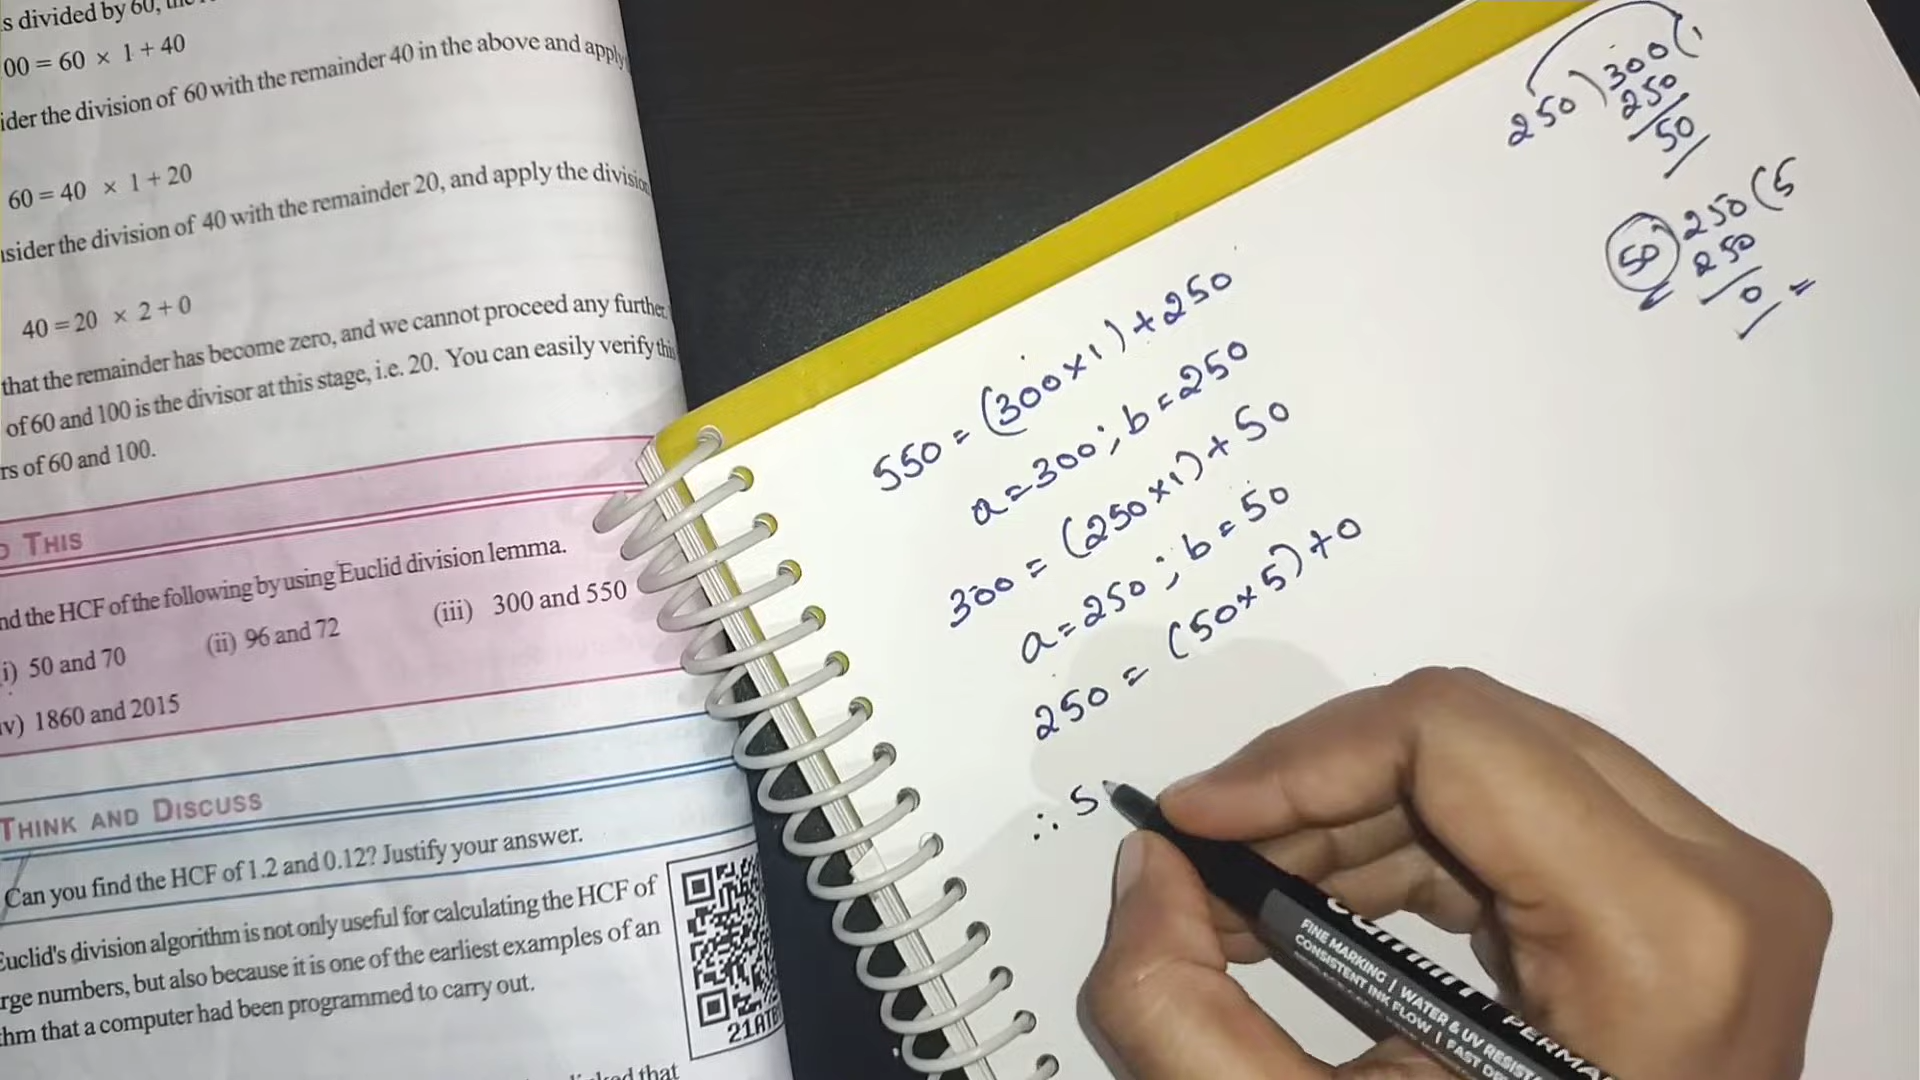 s divided by 60, the
00 = 60 × 1 + 40
ider the division of 60 with the remainder 40 in the above and apply
60 = 40 × 1 + 20
nsider the division of 40 with the remainder 20, and apply the division
40 = 20 × 2 + 0
that the remainder has become zero, and we cannot proceed any further.
of 60 and 100 is the divisor at this stage, i.e. 20. You can easily verify this
rs of 60 and 100.
O THIS
nd the HCF of the following by using Euclid division lemma.
i) 50 and 70 (ii) 96 and 72 (iii) 300 and 550
iv) 1860 and 2015
THINK AND DISCUSS
Can you find the HCF of 1.2 and 0.12? Justify your answer.
Euclid's division algorithm is not only useful for calculating the HCF of
rge numbers, but also because it is one of the earliest examples of an
thm that a computer had been programmed to carry out.
21ATB
that
550 = (300×1) + 250
a = 300; b = 250
300 = (250×1) + 50
a = 250; b = 50
250 = (50×5) + 0
∴ 5
250 ) 300 (
250
50
50 ) 250 ( 5
250
0 =
FINE MARKING | WATER & UV RESIST
CONSISTENT INK FLOW | FAST
PERMA